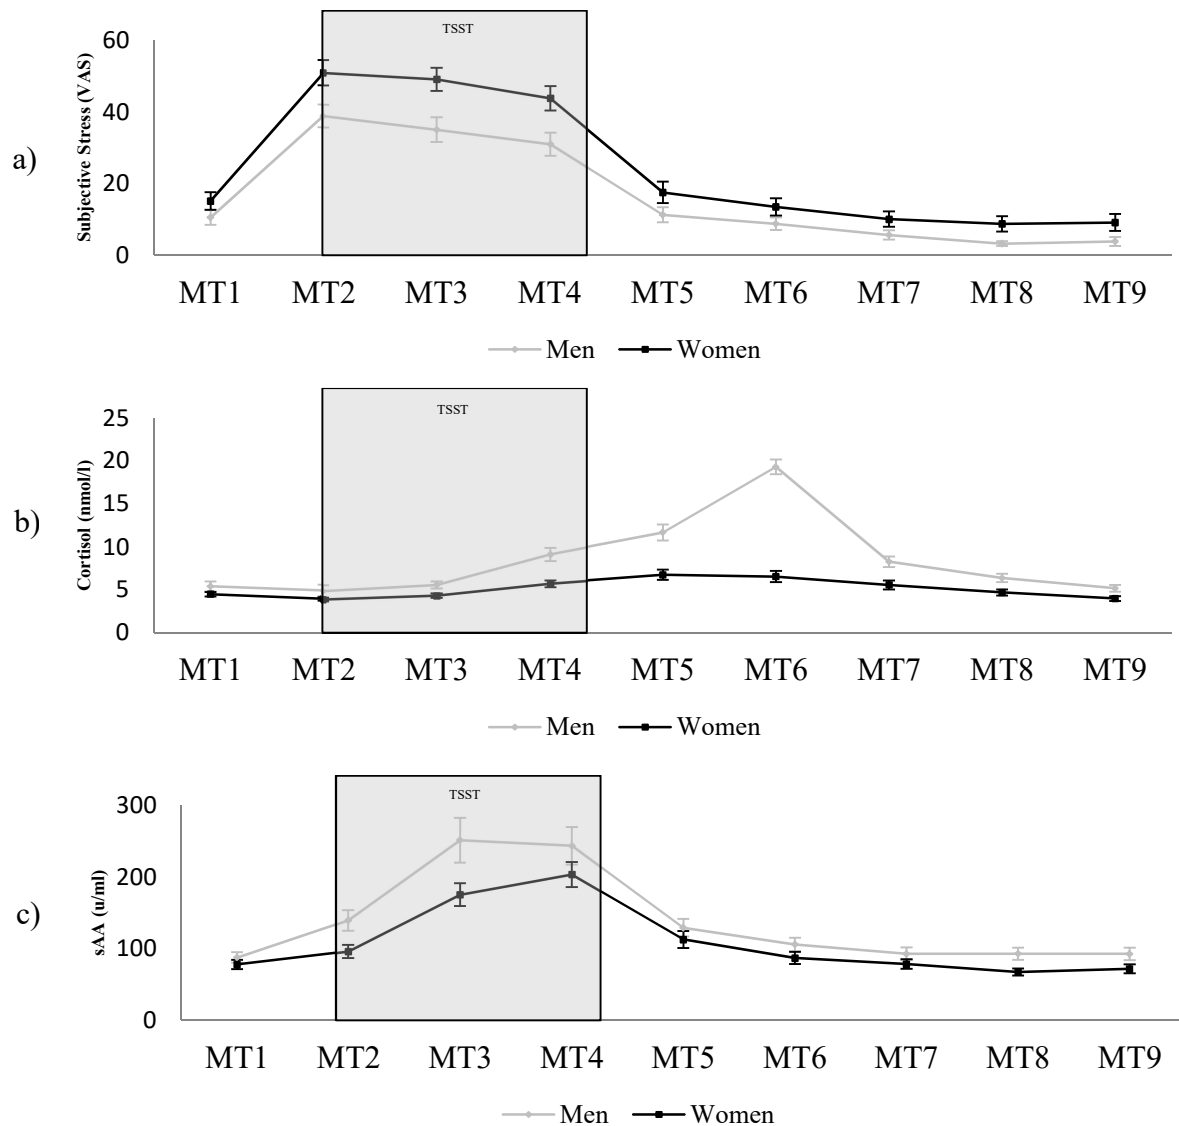 a)
Subjective Stress (VAS)
TSST
60
40
20
0
MT1 MT2 MT3 MT4 MT5 MT6 MT7 MT8 MT9
Men Women
b)
Cortisol (nmol/l)
TSST
25
20
15
10
5
0
MT1 MT2 MT3 MT4 MT5 MT6 MT7 MT8 MT9
Men Women
c)
sAA (u/ml)
TSST
300
200
100
0
MT1 MT2 MT3 MT4 MT5 MT6 MT7 MT8 MT9
Men Women